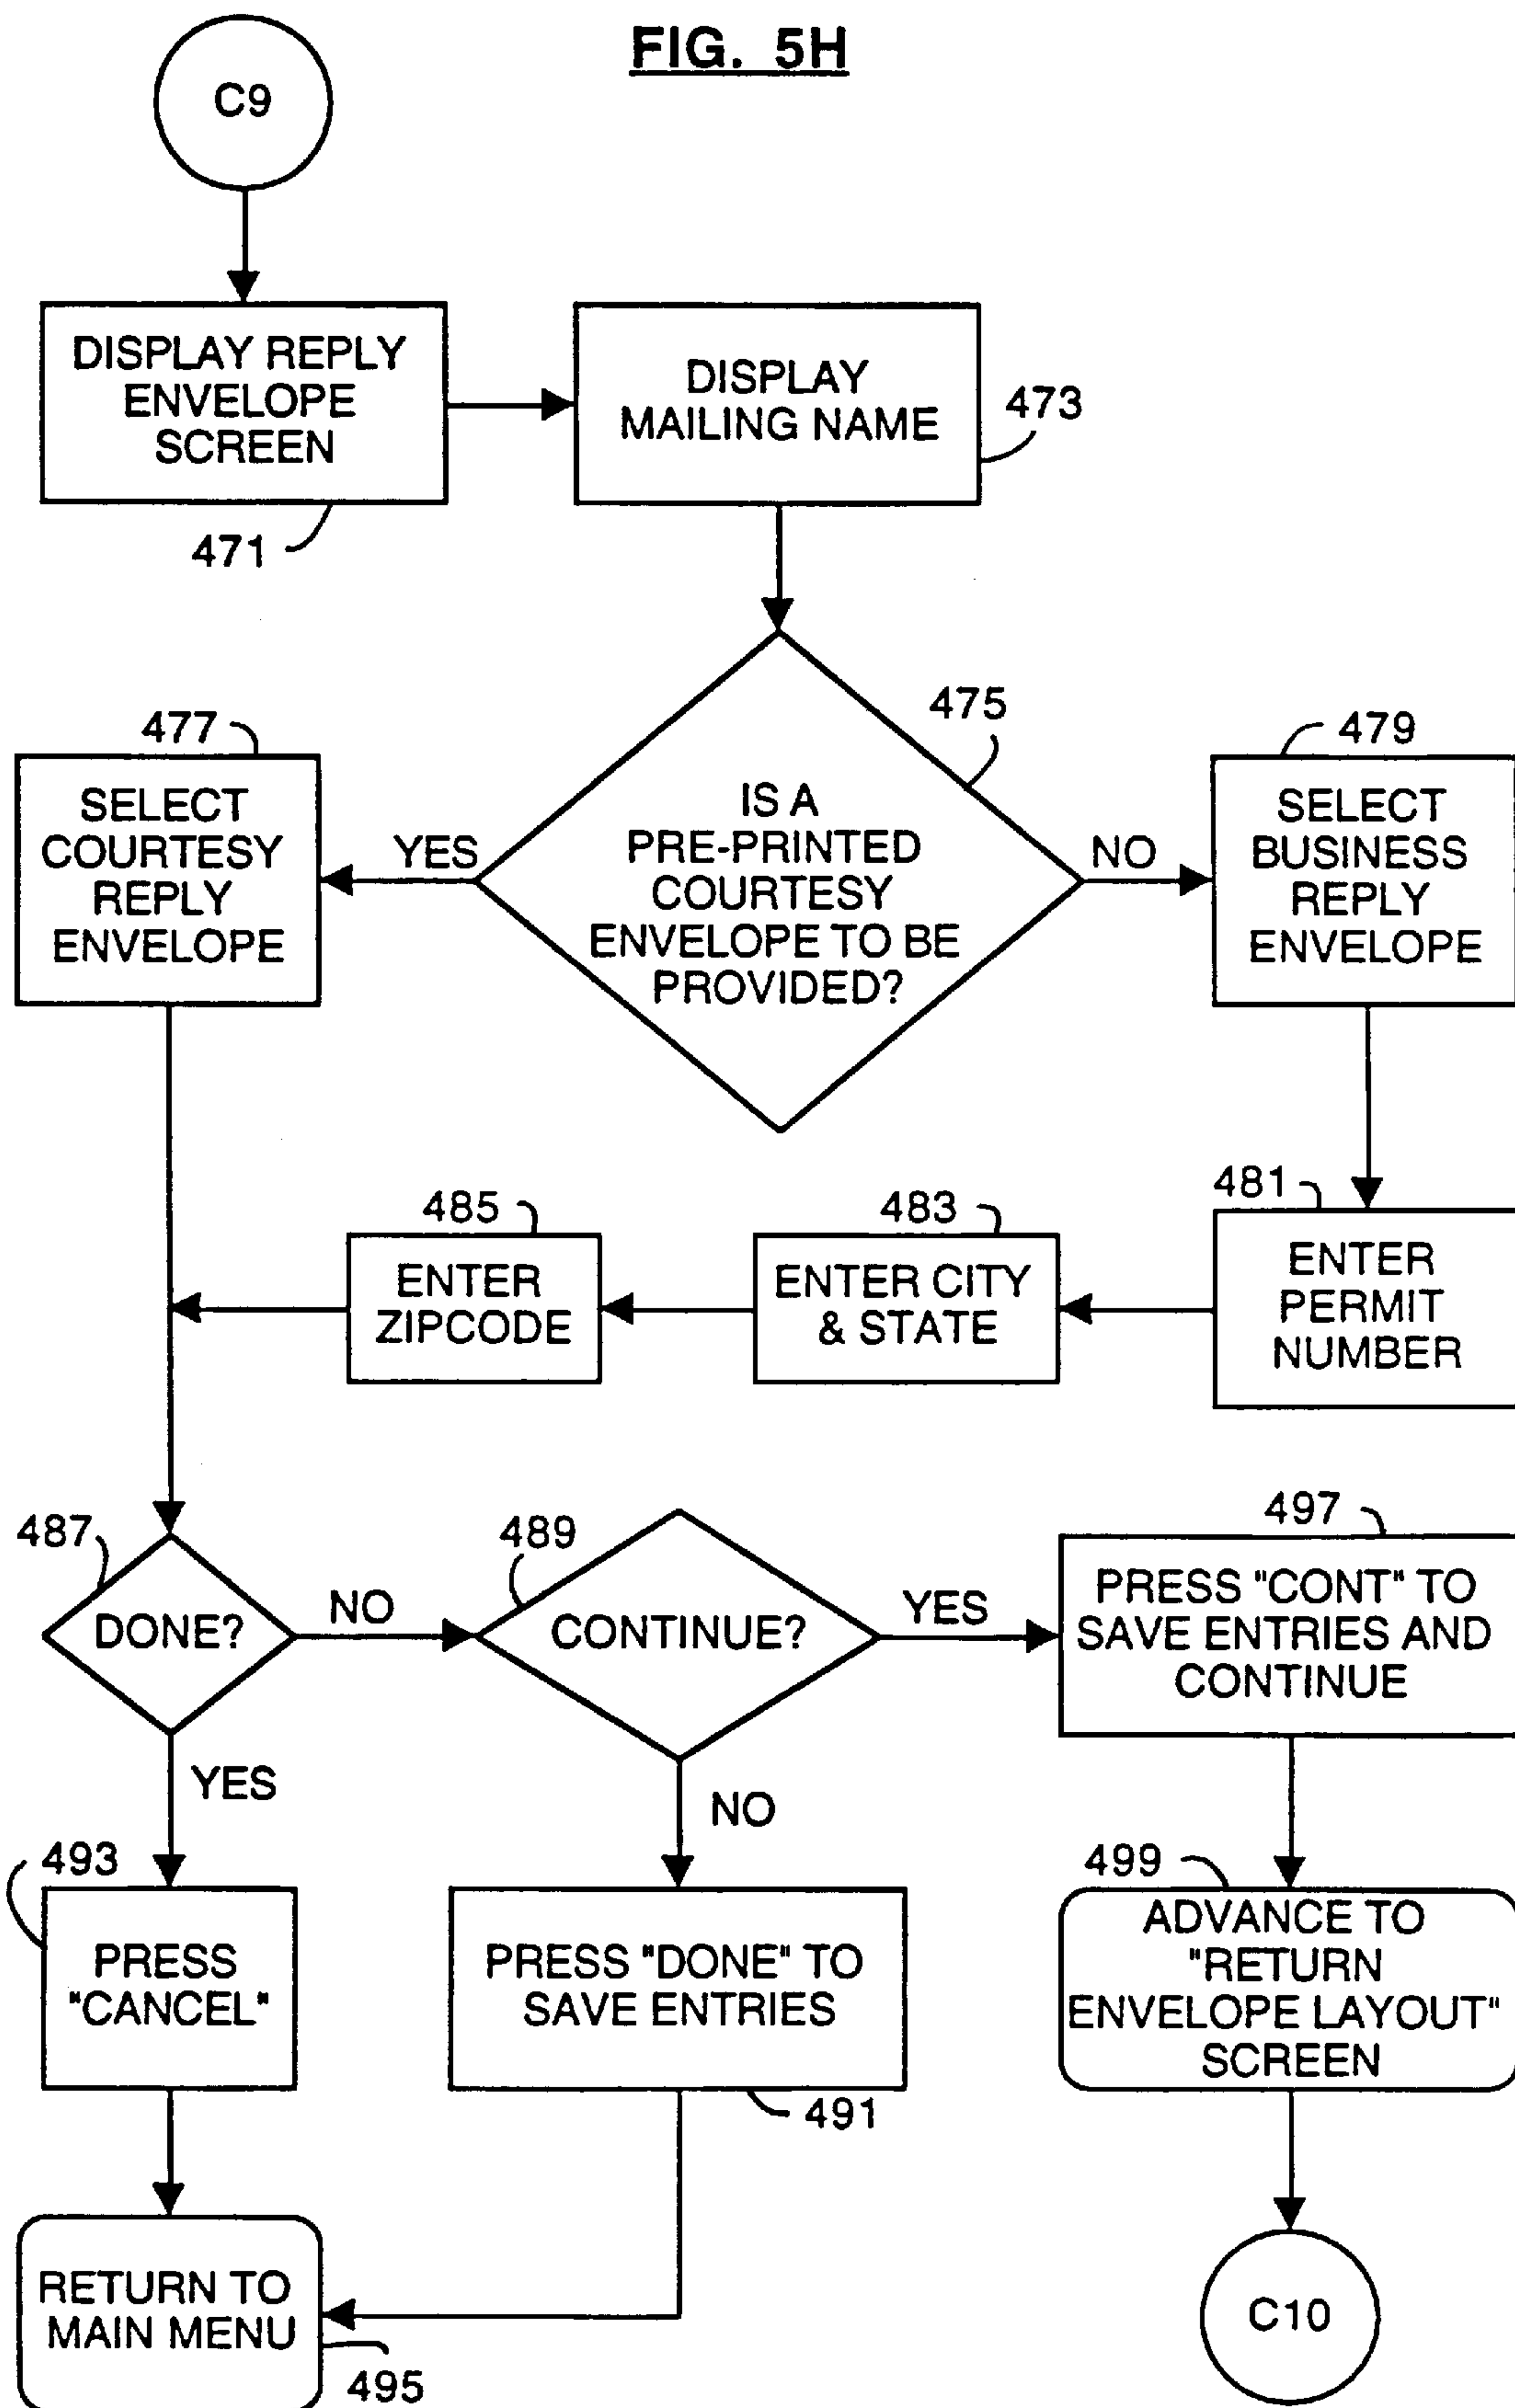 FIG. 5H
C9
DISPLAY REPLY
ENVELOPE
SCREEN
471
DISPLAY
MAILING NAME
473
IS A
PRE-PRINTED
COURTESY
ENVELOPE TO BE
PROVIDED?
475
YES
NO
477
SELECT
COURTESY
REPLY
ENVELOPE
479
SELECT
BUSINESS
REPLY
ENVELOPE
481
ENTER
PERMIT
NUMBER
483
ENTER CITY
& STATE
485
ENTER
ZIPCODE
487
DONE?
NO
YES
489
CONTINUE?
YES
NO
497
PRESS "CONT" TO
SAVE ENTRIES AND
CONTINUE
493
PRESS
"CANCEL"
PRESS "DONE" TO
SAVE ENTRIES
491
499
ADVANCE TO
"RETURN
ENVELOPE LAYOUT"
SCREEN
RETURN TO
MAIN MENU
495
C10